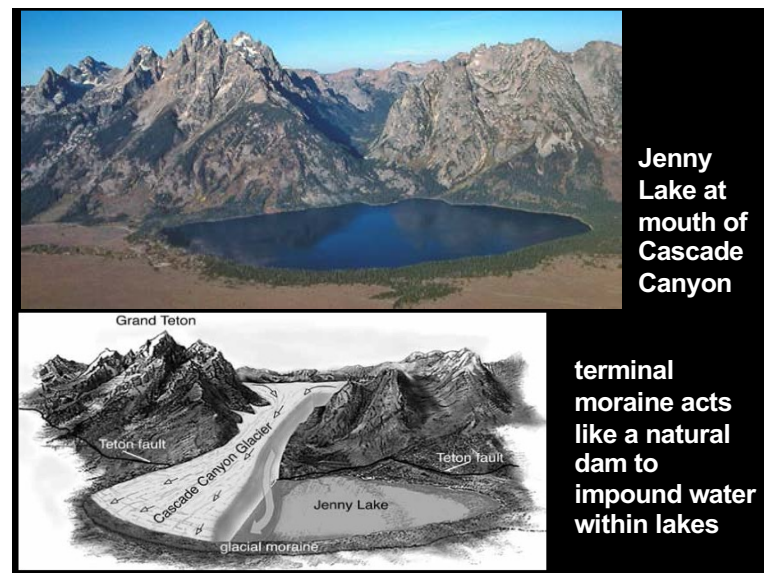 Jenny
Lake at
mouth of
Cascade
Canyon
Grand Teton
Teton fault
Cascade Canyon Glacier
Teton fault
Jenny Lake
glacial moraine
terminal
moraine acts
like a natural
dam to
impound water
within lakes